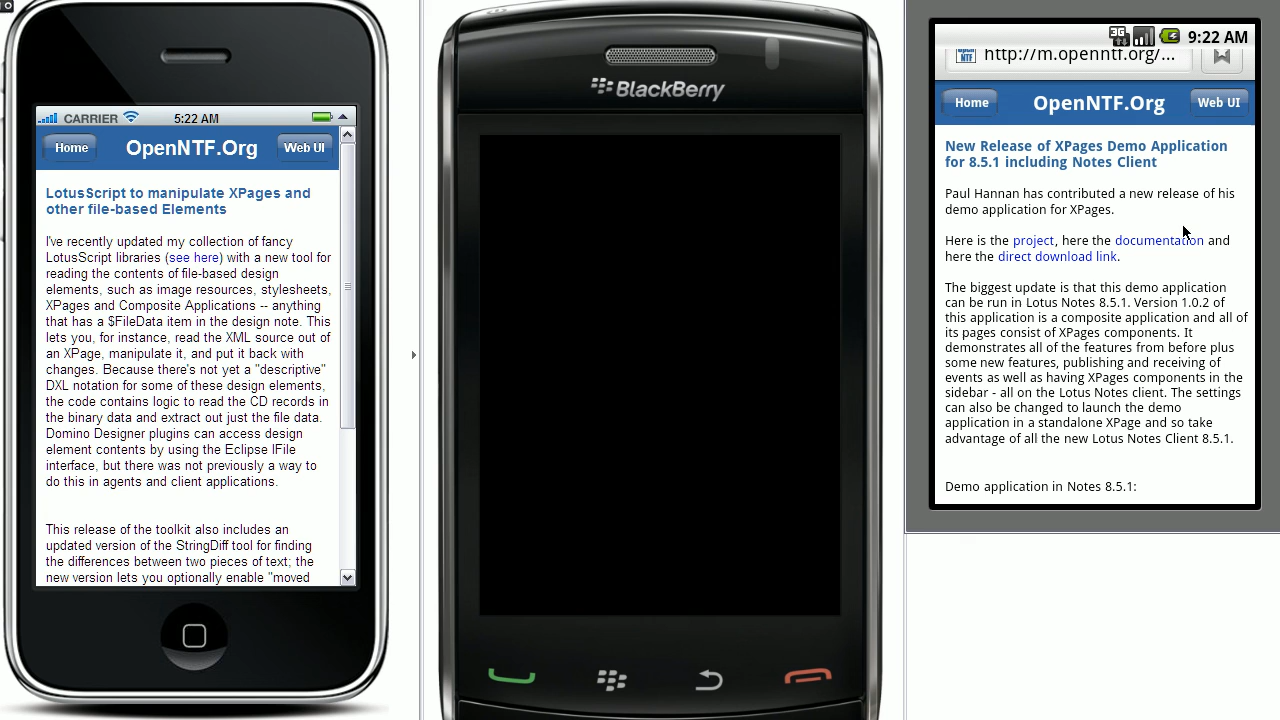 CARRIER 5:22 AM
Home OpenNTF.Org Web UI
LotusScript to manipulate XPages and
other file-based Elements
I've recently updated my collection of fancy
LotusScript libraries (see here) with a new tool for
reading the contents of file-based design
elements, such as image resources, stylesheets,
XPages and Composite Applications -- anything
that has a $FileData item in the design note. This
lets you, for instance, read the XML source out of
an XPage, manipulate it, and put it back with
changes. Because there's not yet a "descriptive"
DXL notation for some of these design elements,
the code contains logic to read the CD records in
the binary data and extract out just the file data.
Domino Designer plugins can access design
element contents by using the Eclipse IFile
interface, but there was not previously a way to
do this in agents and client applications.
This release of the toolkit also includes an
updated version of the StringDiff tool for finding
the differences between two pieces of text; the
new version lets you optionally enable "moved
BlackBerry
3G 9:22 AM
http://m.openntf.org/...
Home OpenNTF.Org Web UI
New Release of XPages Demo Application
for 8.5.1 including Notes Client
Paul Hannan has contributed a new release of his
demo application for XPages.
Here is the project, here the documentation and
here the direct download link.
The biggest update is that this demo application
can be run in Lotus Notes 8.5.1. Version 1.0.2 of
this application is a composite application and all of
its pages consist of XPages components. It
demonstrates all of the features from before plus
some new features, publishing and receiving of
events as well as having XPages components in the
sidebar - all on the Lotus Notes client. The settings
can also be changed to launch the demo
application in a standalone XPage and so take
advantage of all the new Lotus Notes Client 8.5.1.
Demo application in Notes 8.5.1: